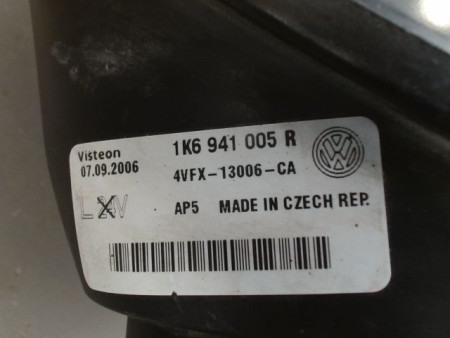 Visteon 1K6 941 005 R
07.09.2006 4VFX-13006-CA
AP5 MADE IN CZECH REP.